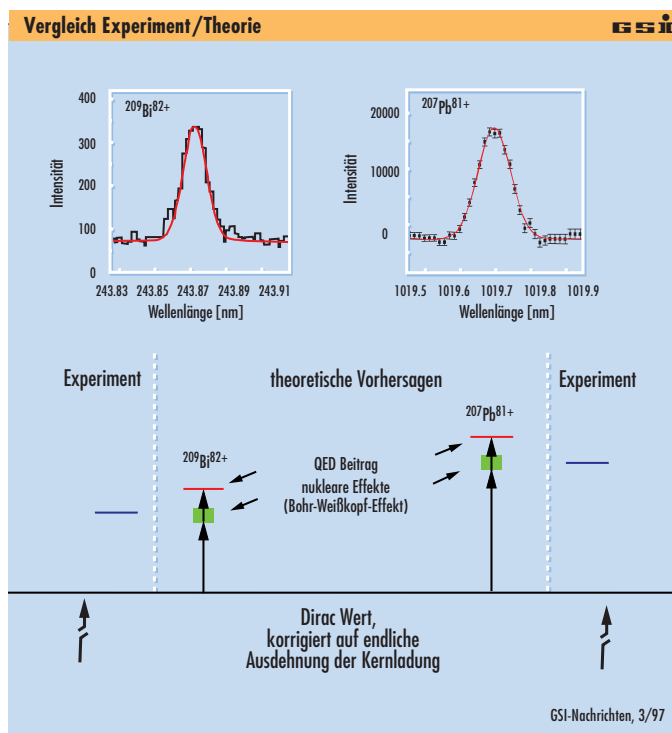 Vergleich Experiment/Theorie
GSI
209Bi82+
400
300
200
100
0
Intensität
243.83 243.85 243.87 243.89 243.91
Wellenlänge [nm]
207Pb81+
20000
10000
0
Intensität
1019.5 1019.6 1019.7 1019.8 1019.9
Wellenlänge [nm]
Experiment
theoretische Vorhersagen
Experiment
207Pb81+
209Bi82+
QED Beitrag
nukleare Effekte
(Bohr-Weißkopf-Effekt)
Dirac Wert,
korrigiert auf endliche
Ausdehnung der Kernladung
GSI-Nachrichten, 3/97